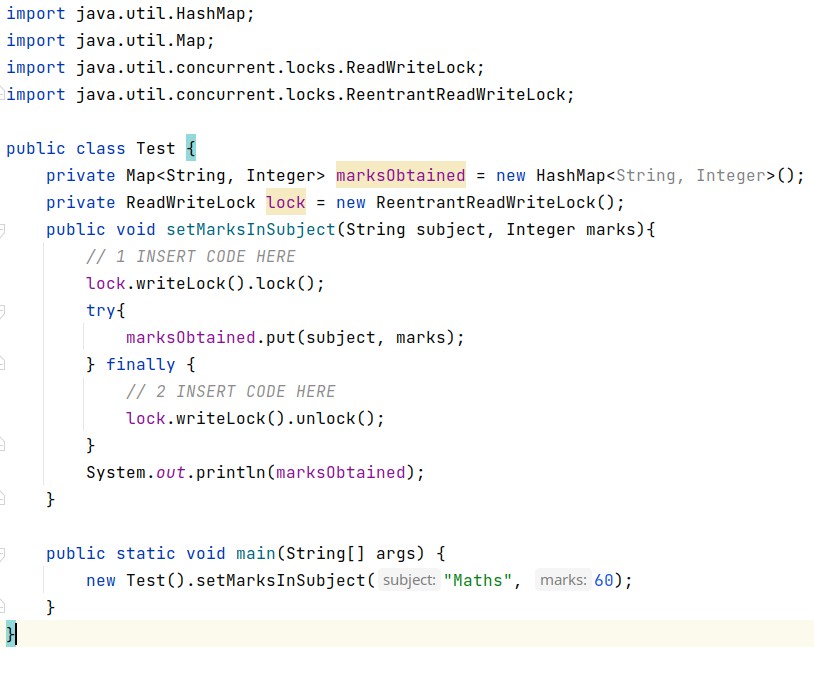 import java.util.HashMap;
import java.util.Map;
import java.util.concurrent.locks.ReadWriteLock;
import java.util.concurrent.locks.ReentrantReadWriteLock;

public class Test {
    private Map<String, Integer> marksObtained = new HashMap<String, Integer>();
    private ReadWriteLock lock = new ReentrantReadWriteLock();
    public void setMarksInSubject(String subject, Integer marks){
        // 1 INSERT CODE HERE
        lock.writeLock().lock();
        try{
            marksObtained.put(subject, marks);
        } finally {
            // 2 INSERT CODE HERE
            lock.writeLock().unlock();
        }
        System.out.println(marksObtained);
    }

    public static void main(String[] args) {
        new Test().setMarksInSubject( subject: "Maths", marks: 60);
    }
}